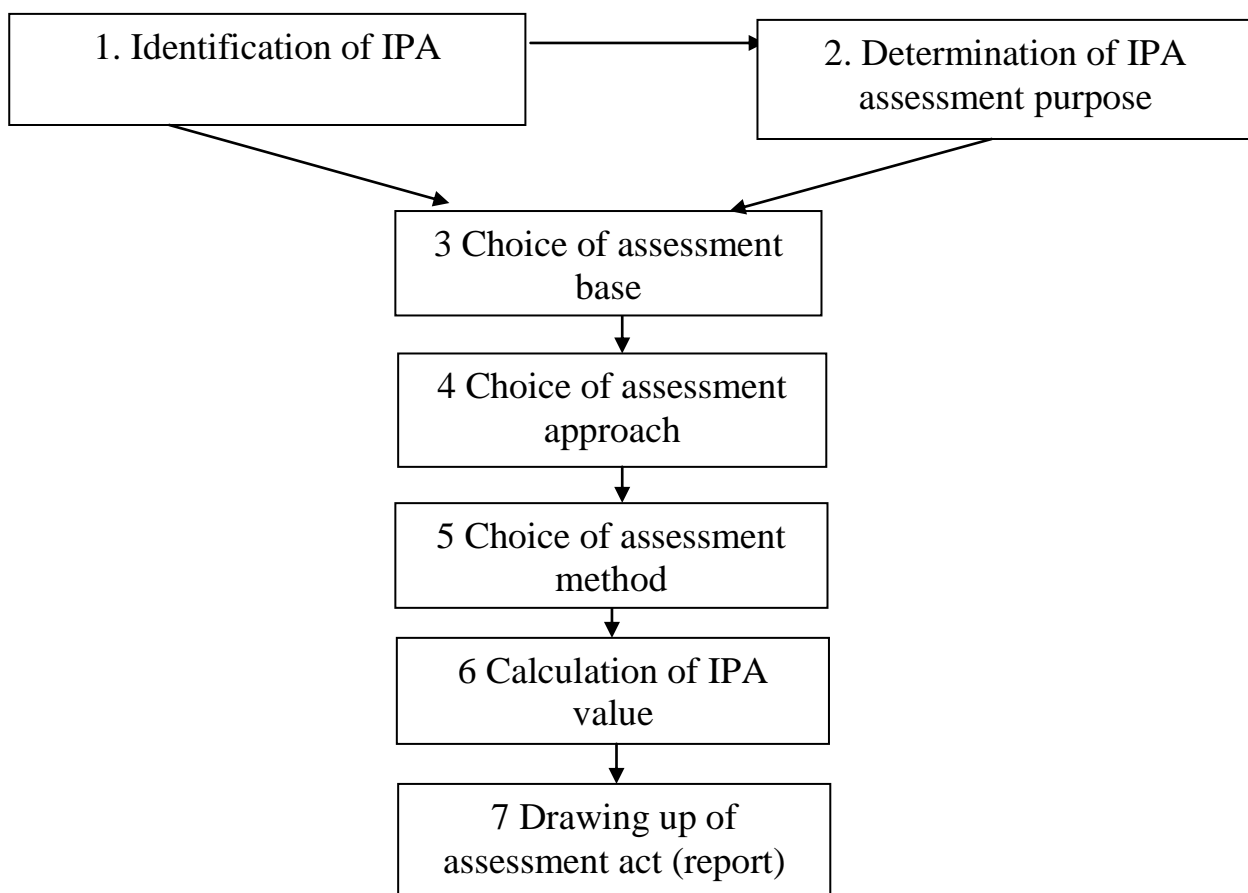 1. Identification of IPA
2. Determination of IPA
assessment purpose
3 Choice of assessment
base
4 Choice of assessment
approach
5 Choice of assessment
method
6 Calculation of IPA
value
7 Drawing up of
assessment act (report)